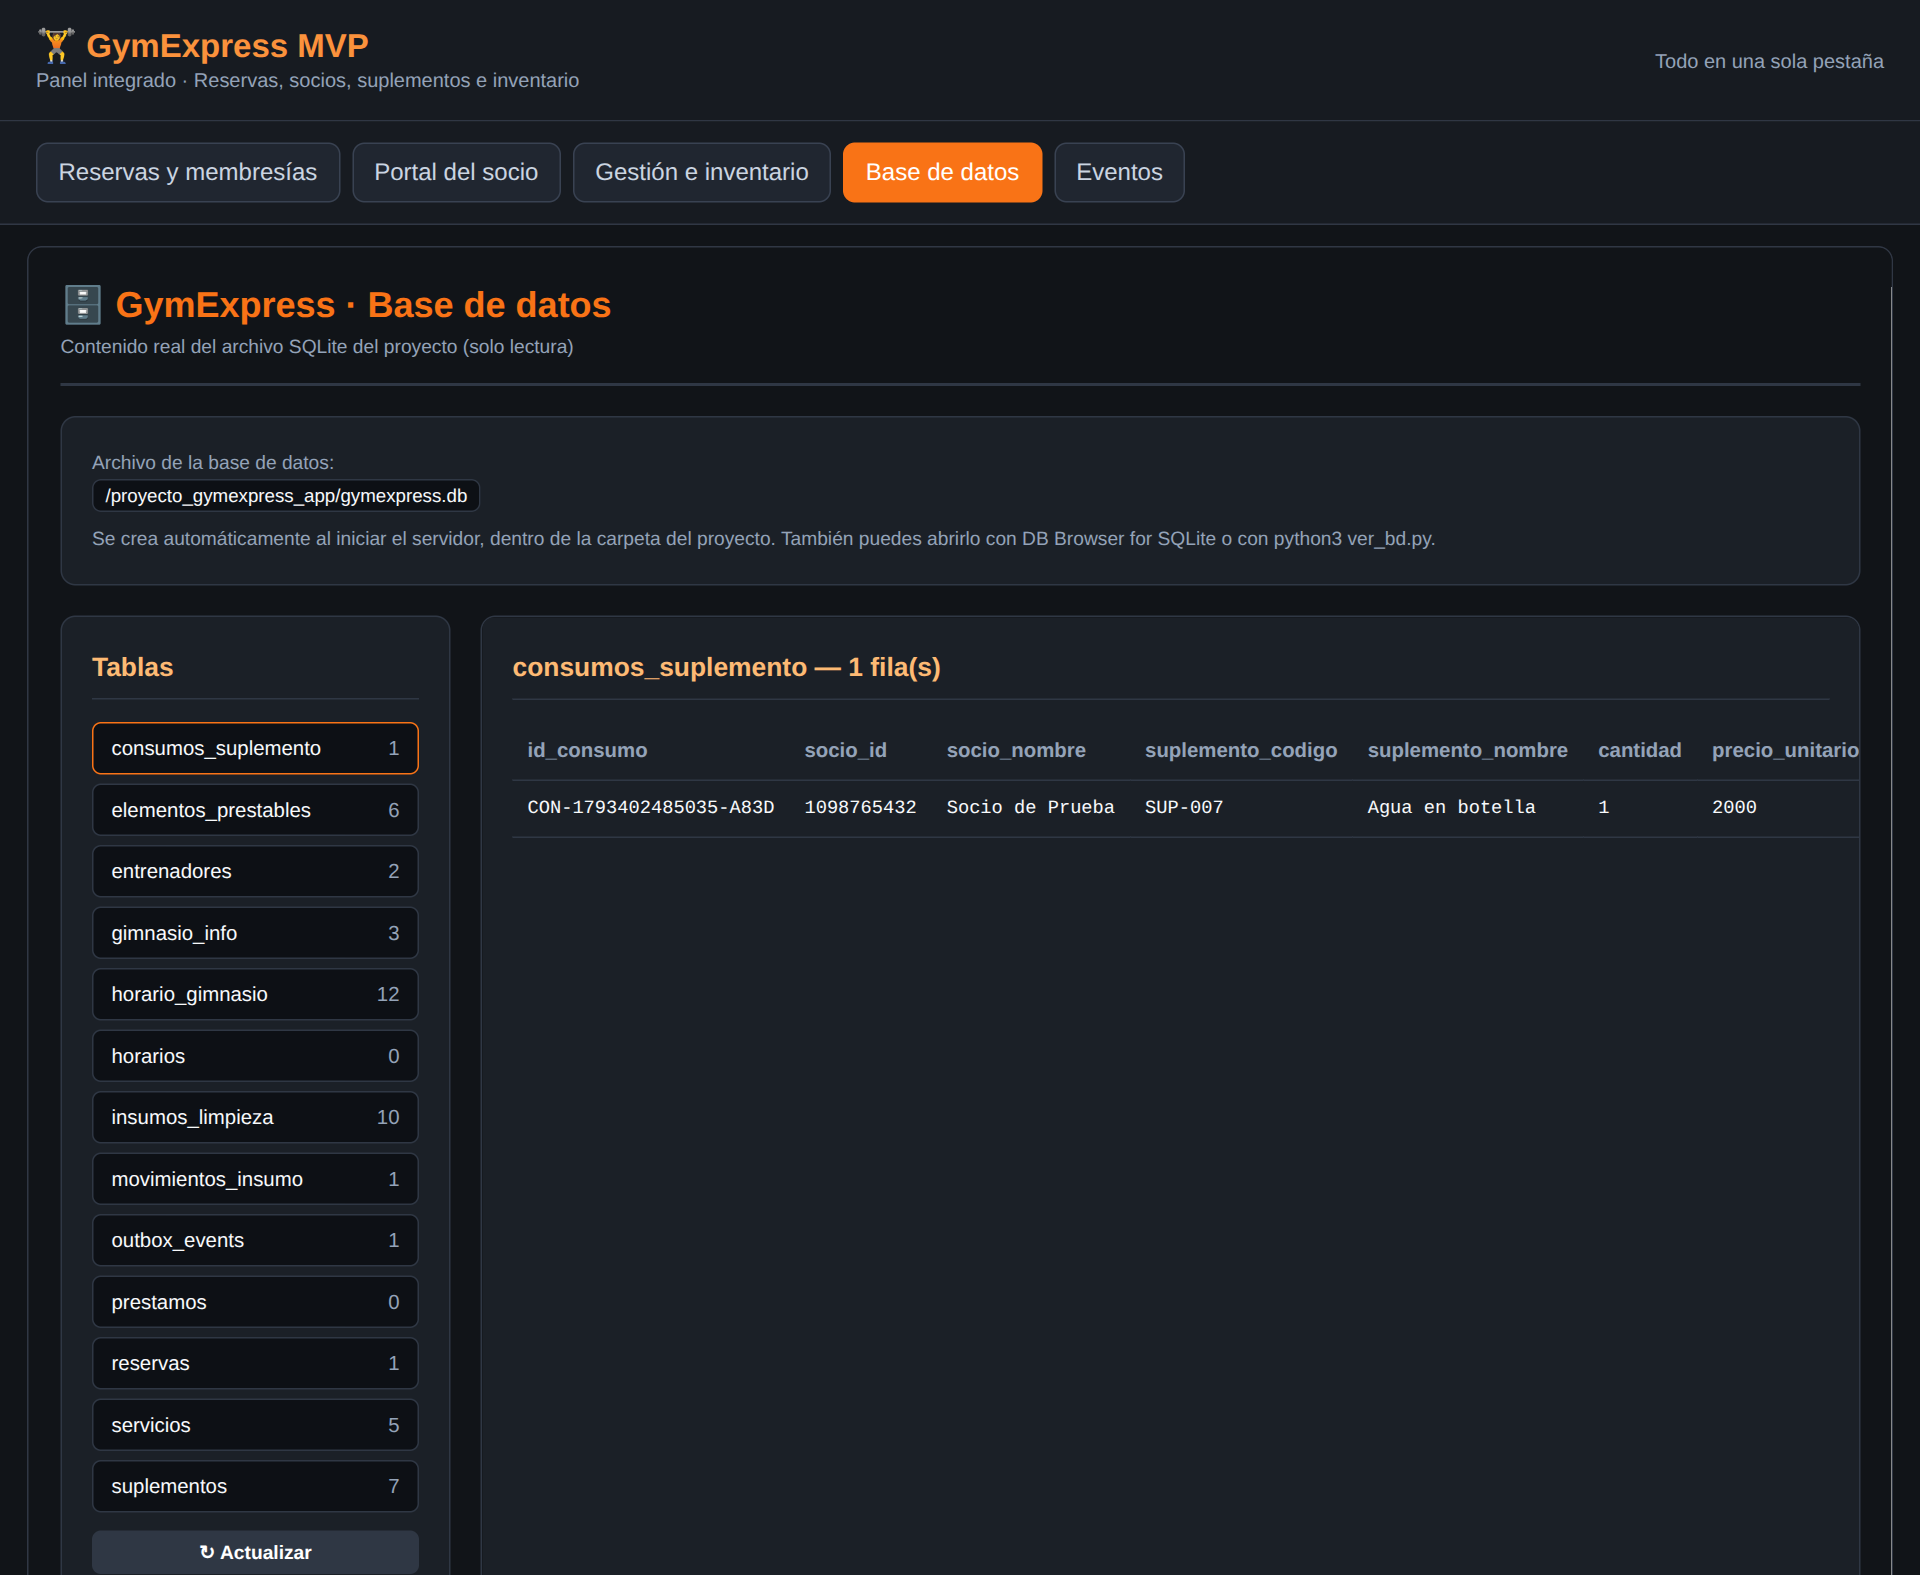 GymExpress MVP
Panel integrado · Reservas, socios, suplementos e inventario
Todo en una sola pestaña
Reservas y membresías
Portal del socio
Gestión e inventario
Base de datos
Eventos
GymExpress · Base de datos
Contenido real del archivo SQLite del proyecto (solo lectura)
Archivo de la base de datos:
/proyecto_gymexpress_app/gymexpress.db
Se crea automáticamente al iniciar el servidor, dentro de la carpeta del proyecto. También puedes abrirlo con DB Browser for SQLite o con python3 ver_bd.py.
Tablas
consumos_suplemento 1
elementos_prestables 6
entrenadores 2
gimnasio_info 3
horario_gimnasio 12
horarios 0
insumos_limpieza 10
movimientos_insumo 1
outbox_events 1
prestamos 0
reservas 1
servicios 5
suplementos 7
↻ Actualizar
consumos_suplemento — 1 fila(s)
id_consumo socio_id socio_nombre suplemento_codigo suplemento_nombre cantidad precio_unitario
CON-1793402485035-A83D 1098765432 Socio de Prueba SUP-007 Agua en botella 1 2000